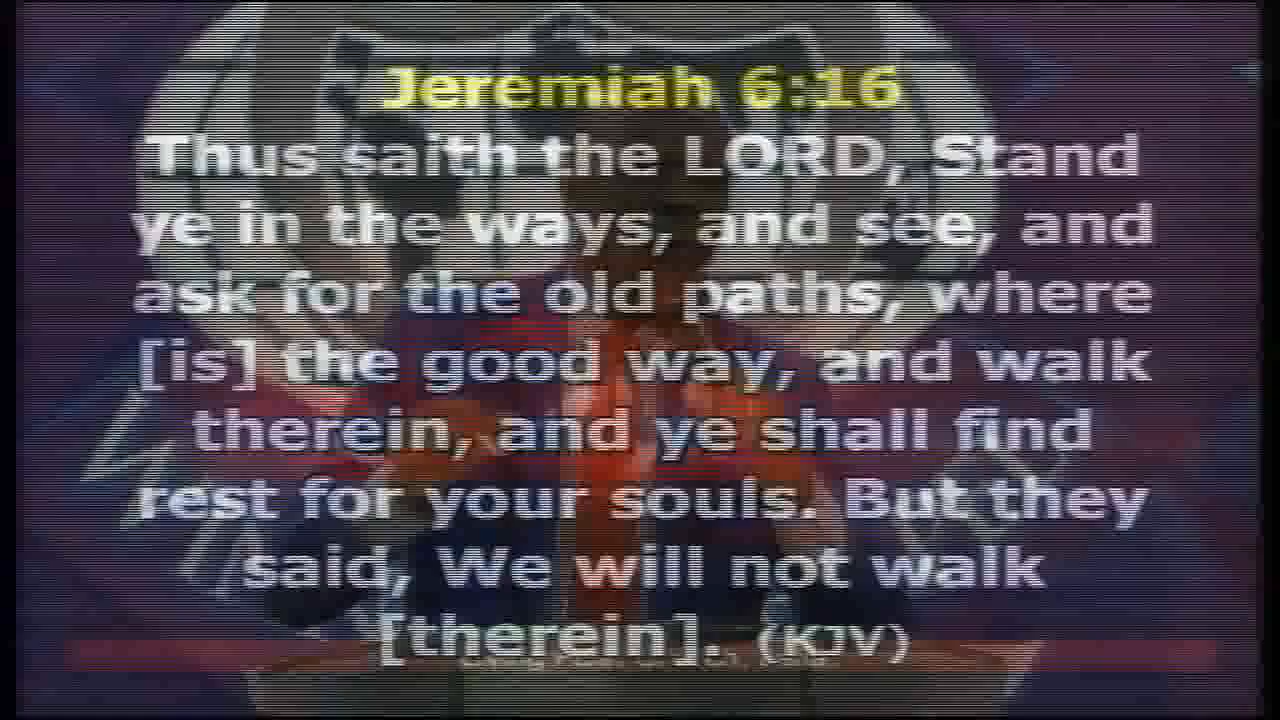 Jeremiah 6:16
Thus saith the LORD, Stand
ye in the ways, and see, and
ask for the old paths, where
[is] the good way, and walk
therein, and ye shall find
rest for your souls. But they
said, We will not walk
[therein]. (KJV)